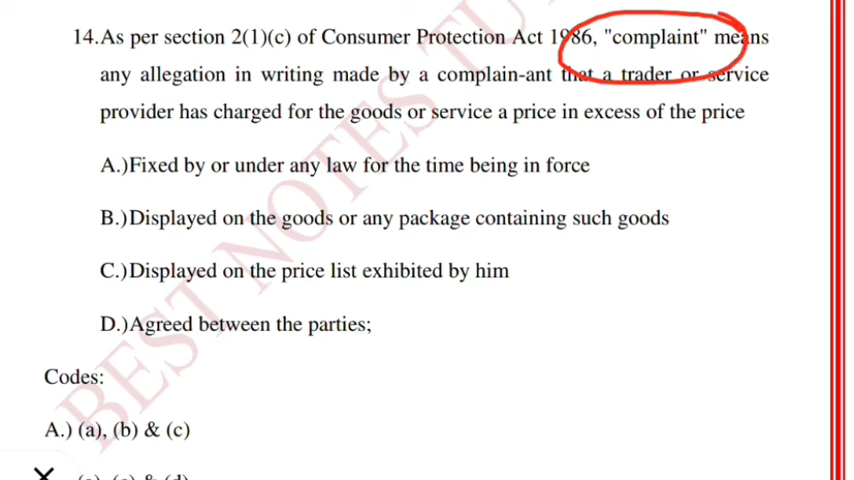 14.As per section 2(1)(c) of Consumer Protection Act 1986, "complaint" means
any allegation in writing made by a complain-ant that a trader or service
provider has charged for the goods or service a price in excess of the price
A.)Fixed by or under any law for the time being in force
B.)Displayed on the goods or any package containing such goods
C.)Displayed on the price list exhibited by him
D.)Agreed between the parties;
Codes:
A.) (a), (b) & (c)
BEST NOTES TU